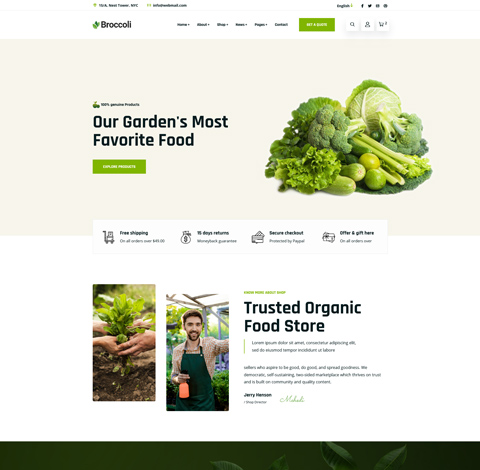 15/A, Nest Tower, NYC
info@webmail.com
English
Broccoli
Home
About
Shop
News
Pages
Contact
GET A QUOTE
100% genuine Products
Our Garden's Most
Favorite Food
EXPLORE PRODUCTS
Free shipping
On all orders over $49.00
15 days returns
Moneyback guarantee
Secure checkout
Protected by Paypal
Offer & gift here
On all orders over
KNOW MORE ABOUT SHOP
Trusted Organic
Food Store
Lorem ipsum dolor sit amet, consectetur adipiscing elit,
sed do eiusmod tempor incididunt ut labore
sellers who aspire to be good, do good, and spread goodness. We
democratic, self-sustaining, two-sided marketplace which thrives on trust
and is built on community and quality content.
Jerry Henson
/ Shop Director